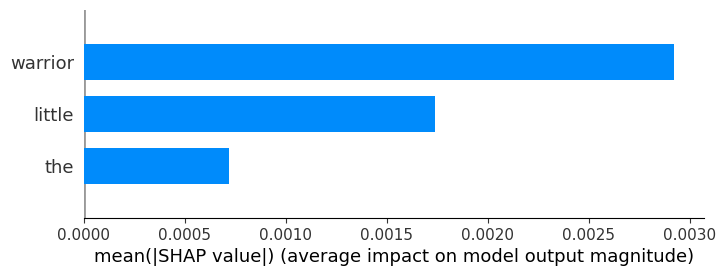 warrior
little
the
0.0000 0.0005 0.0010 0.0015 0.0020 0.0025 0.0030
mean(|SHAP value|) (average impact on model output magnitude)